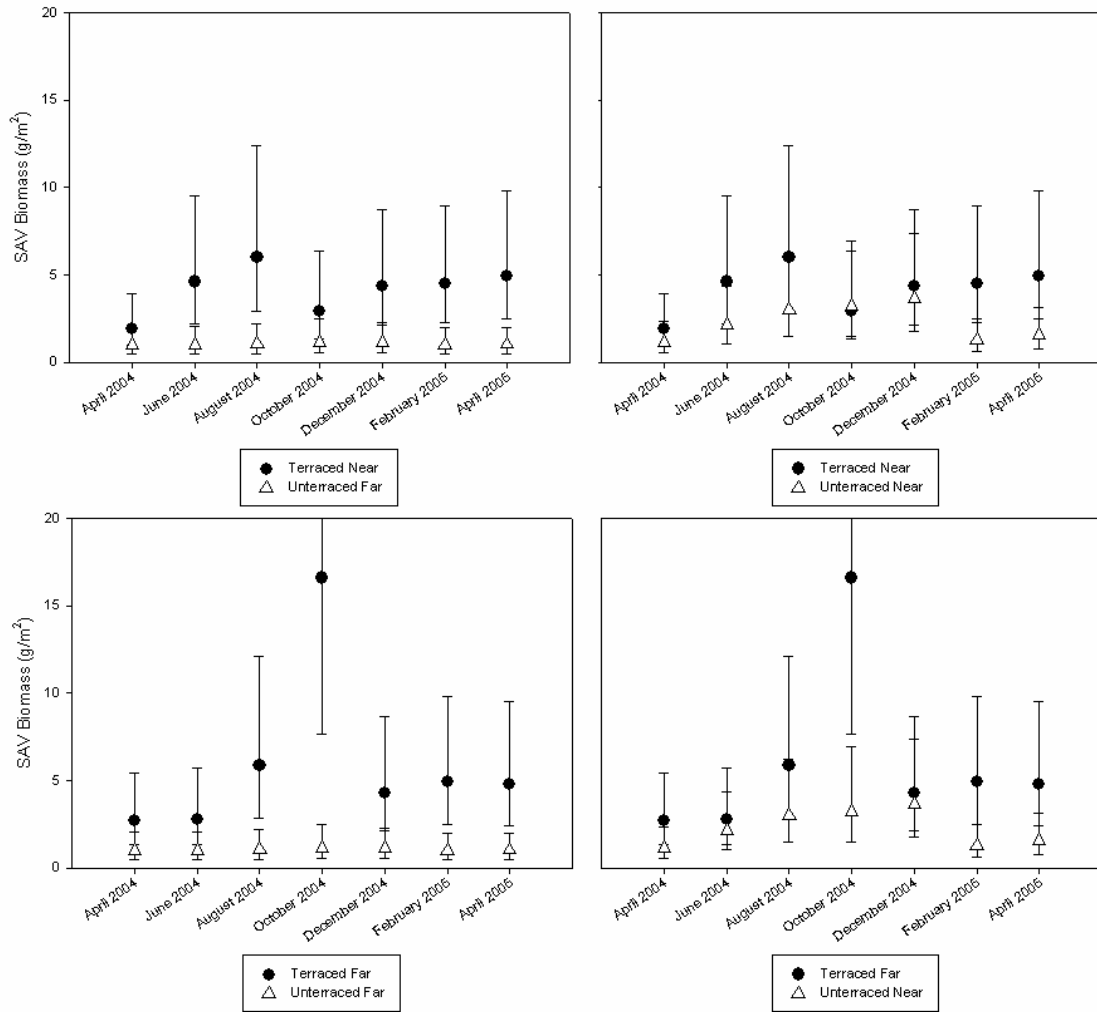 20
15
10
5
0
SAV Biomass (g/m²)
April 2004
June 2004
August 2004
October 2004
December 2004
February 2005
April 2005
Terraced Near
Unterraced Far
April 2004
June 2004
August 2004
October 2004
December 2004
February 2005
April 2005
Terraced Near
Unterraced Near
20
15
10
5
0
SAV Biomass (g/m²)
April 2004
June 2004
August 2004
October 2004
December 2004
February 2005
April 2005
Terraced Far
Unterraced Far
April 2004
June 2004
August 2004
October 2004
December 2004
February 2005
April 2005
Terraced Far
Unterraced Near